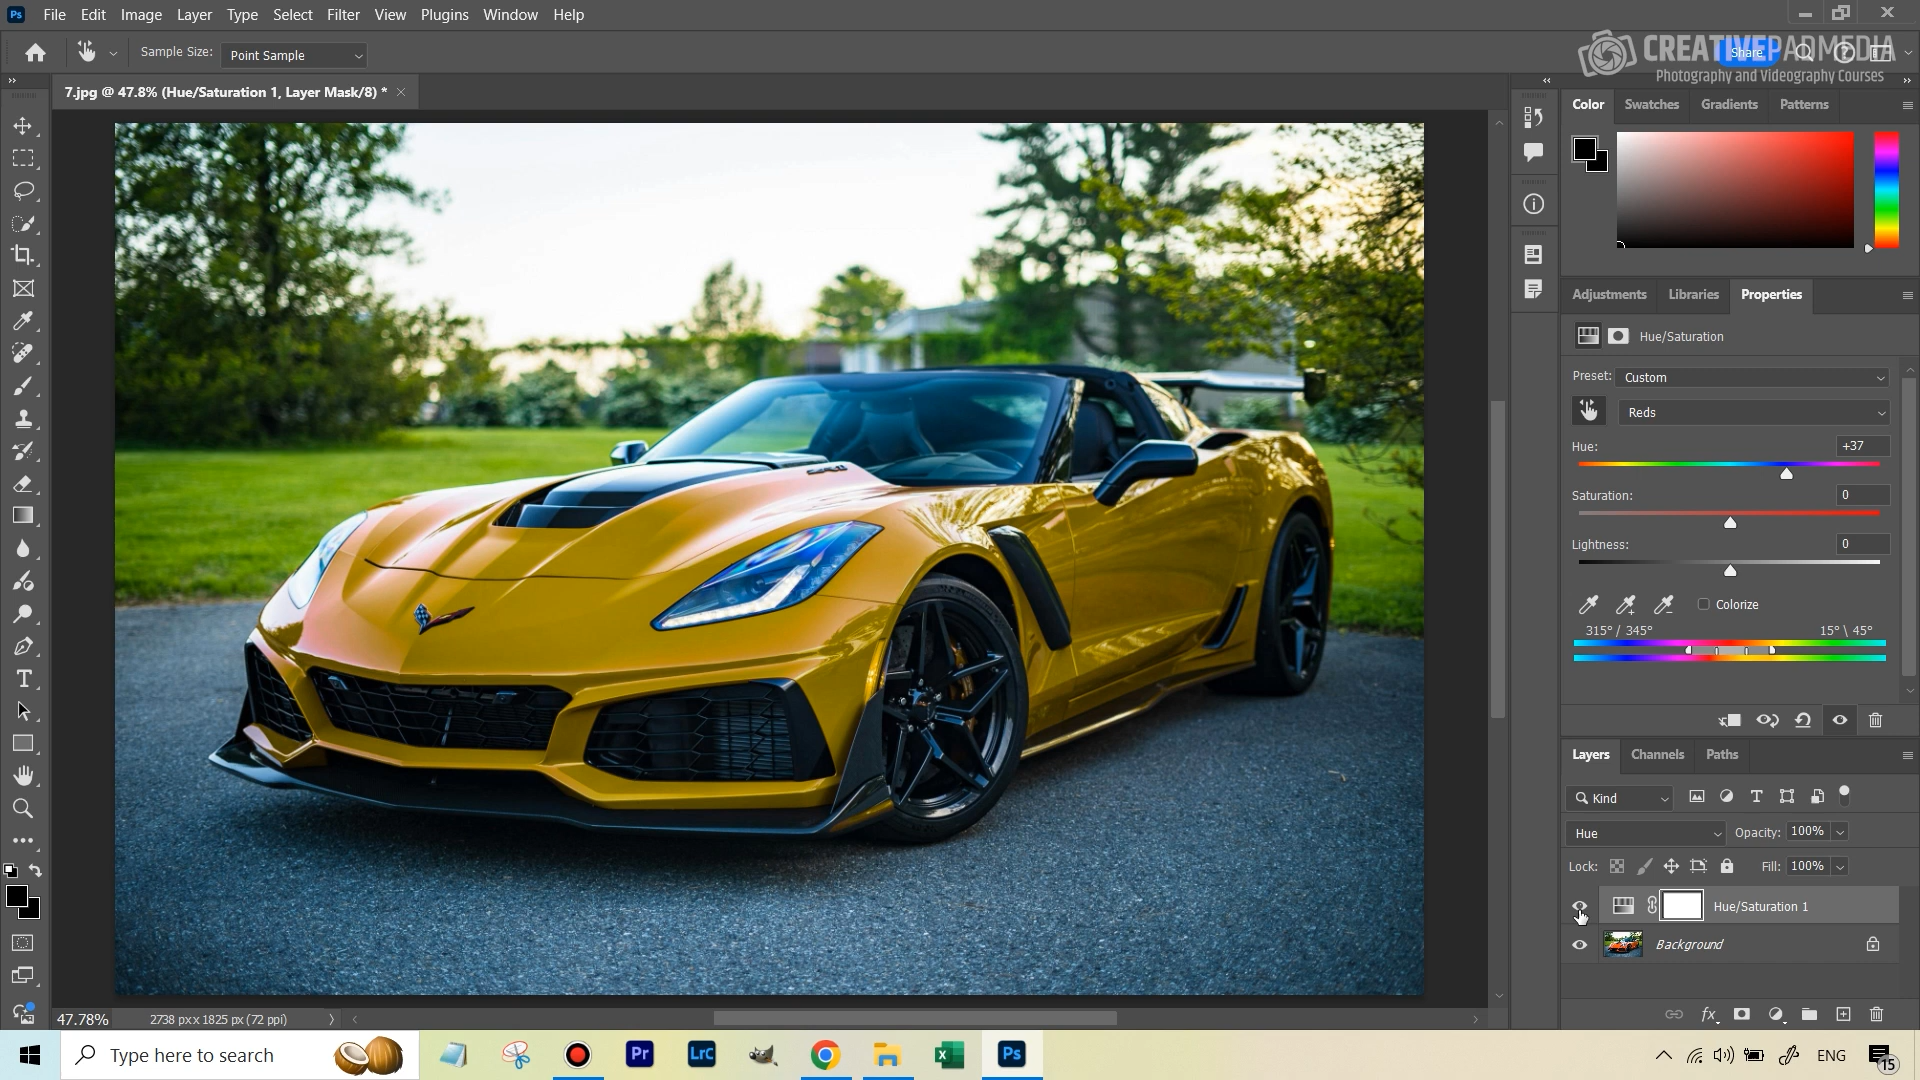 Ps File Edit Image Layer Type Select Filter View Plugins Window Help
Sample Size: Point Sample
Share
CREATIVEPADMEDIA
Photography and Videography Courses
7.jpg @ 47.8% (Hue/Saturation 1, Layer Mask/8) *
Color Swatches Gradients Patterns
Adjustments Libraries Properties
Hue/Saturation
Preset: Custom
Reds
Hue: +37
Saturation: 0
Lightness: 0
Colorize
315° / 345° 15° \ 45°
Layers Channels Paths
Kind
Hue Opacity: 100%
Lock: Fill: 100%
Hue/Saturation 1
Background
47.78% 2738 px x 1825 px (72 ppi)
Type here to search
Pr LrC Ps
ENG
15